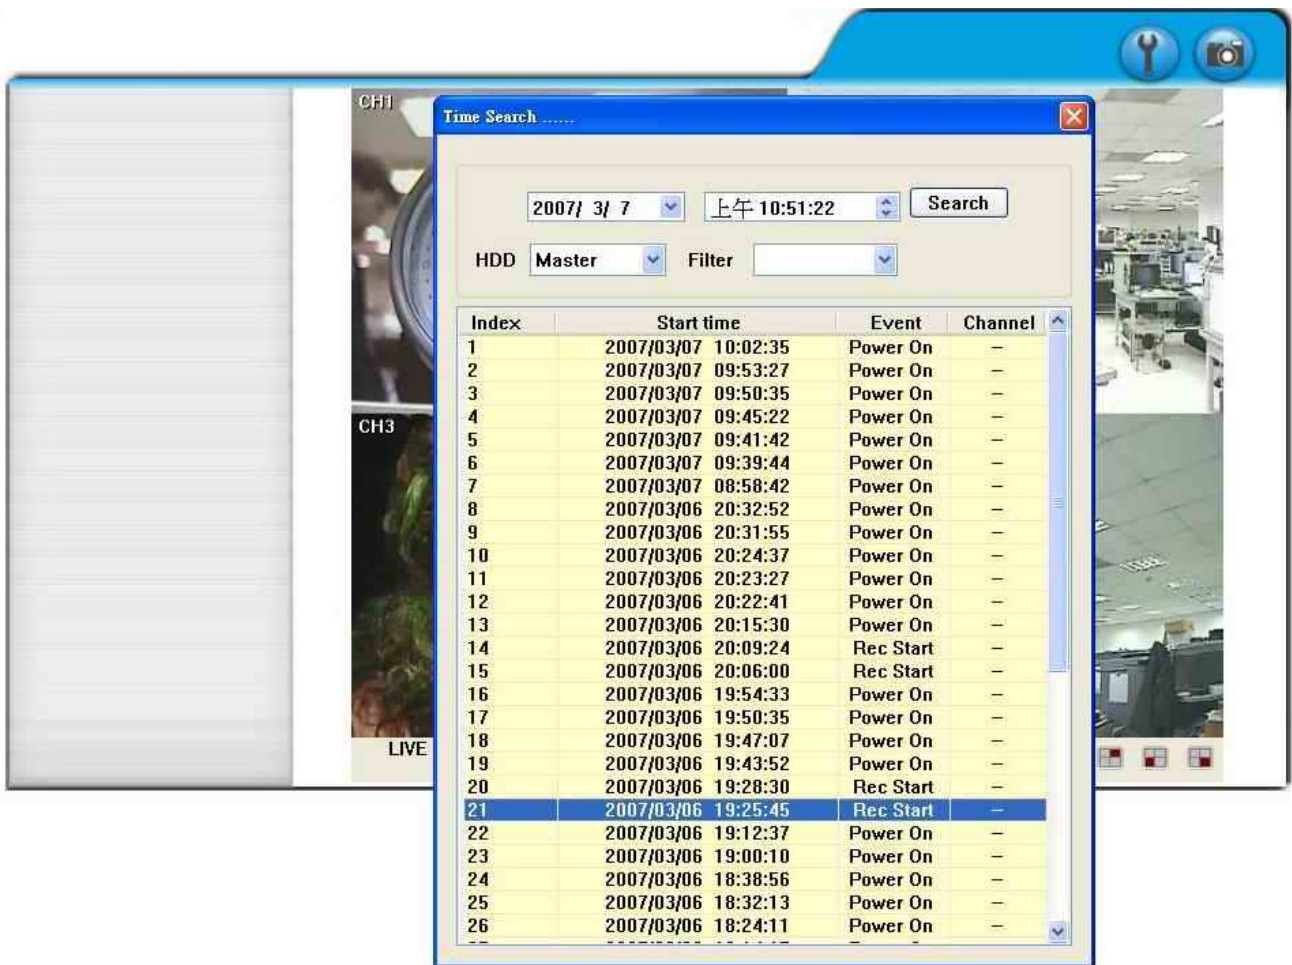 CH1
Time Search ......
2007/ 3/ 7 上午 10:51:22 Search
HDD Master Filter
Index Start time Event Channel
1 2007/03/07 10:02:35 Power On –
2 2007/03/07 09:53:27 Power On –
3 2007/03/07 09:50:35 Power On –
4 2007/03/07 09:45:22 Power On –
5 2007/03/07 09:41:42 Power On –
6 2007/03/07 09:39:44 Power On –
7 2007/03/07 08:58:42 Power On –
8 2007/03/06 20:32:52 Power On –
9 2007/03/06 20:31:55 Power On –
10 2007/03/06 20:24:37 Power On –
11 2007/03/06 20:23:27 Power On –
12 2007/03/06 20:22:41 Power On –
13 2007/03/06 20:15:30 Power On –
14 2007/03/06 20:09:24 Rec Start –
15 2007/03/06 20:06:00 Rec Start –
16 2007/03/06 19:54:33 Power On –
17 2007/03/06 19:50:35 Power On –
18 2007/03/06 19:47:07 Power On –
19 2007/03/06 19:43:52 Power On –
20 2007/03/06 19:28:30 Rec Start –
21 2007/03/06 19:25:45 Rec Start –
22 2007/03/06 19:12:37 Power On –
23 2007/03/06 19:00:10 Power On –
24 2007/03/06 18:38:56 Power On –
25 2007/03/06 18:32:13 Power On –
26 2007/03/06 18:24:11 Power On –
CH3
LIVE